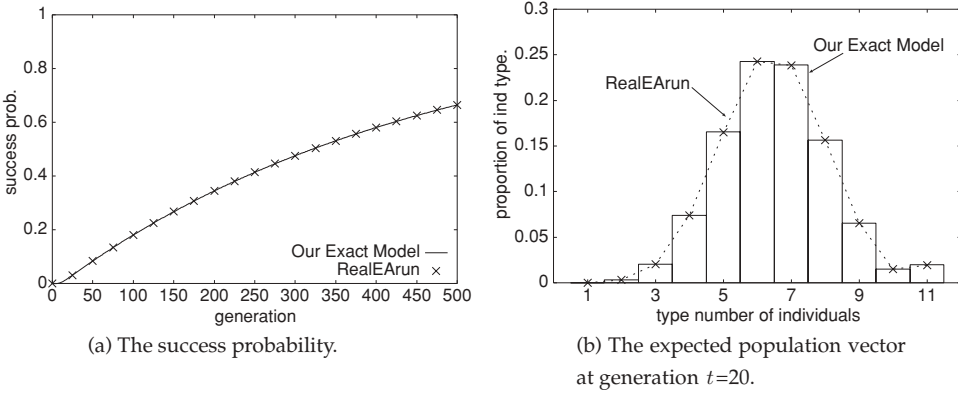 1
0.8
0.6
0.4
0.2
0
success prob.
Our Exact Model
RealEArun
0 50 100 150 200 250 300 350 400 450 500
generation
(a) The success probability.
0.3
0.25
0.2
0.15
0.1
0.05
0
proportion of ind type.
RealEArun
Our Exact Model
1 3 5 7 9 11
type number of individuals
(b) The expected population vector
at generation t=20.